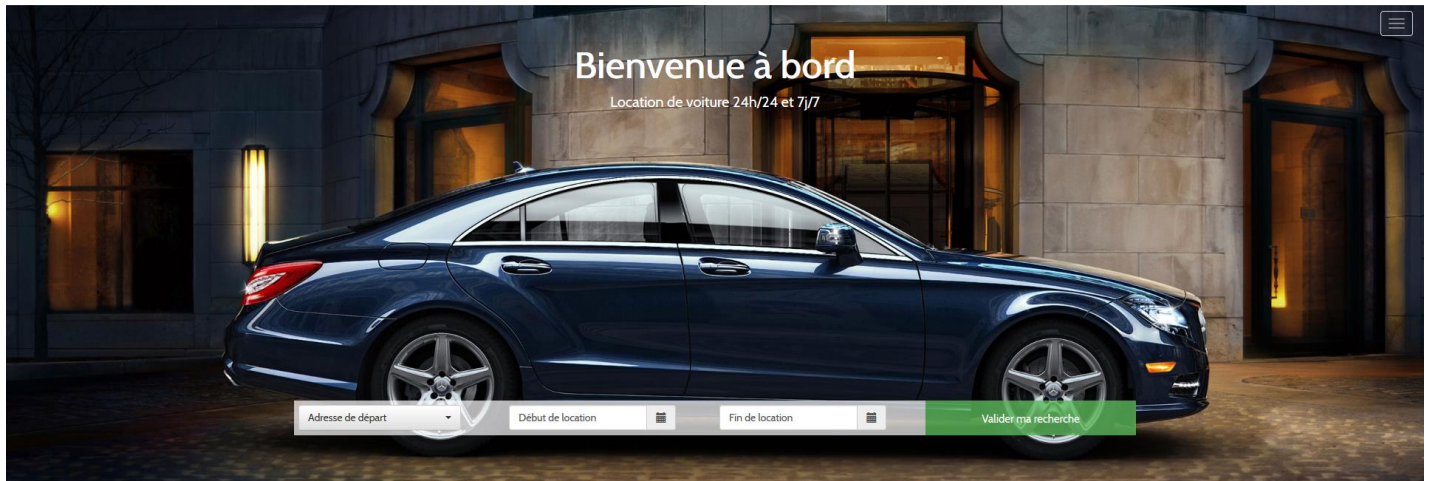 Bienvenue à bord
Location de voiture 24h/24 et 7j/7
Adresse de départ
Début de location
Fin de location
Valider ma recherche